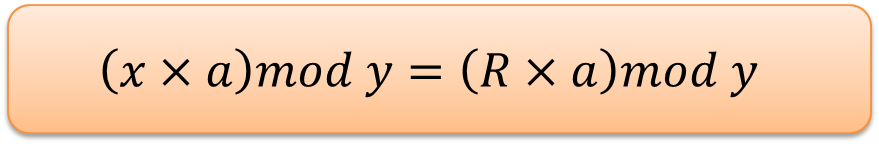 (x × a)mod y = (R × a)mod y